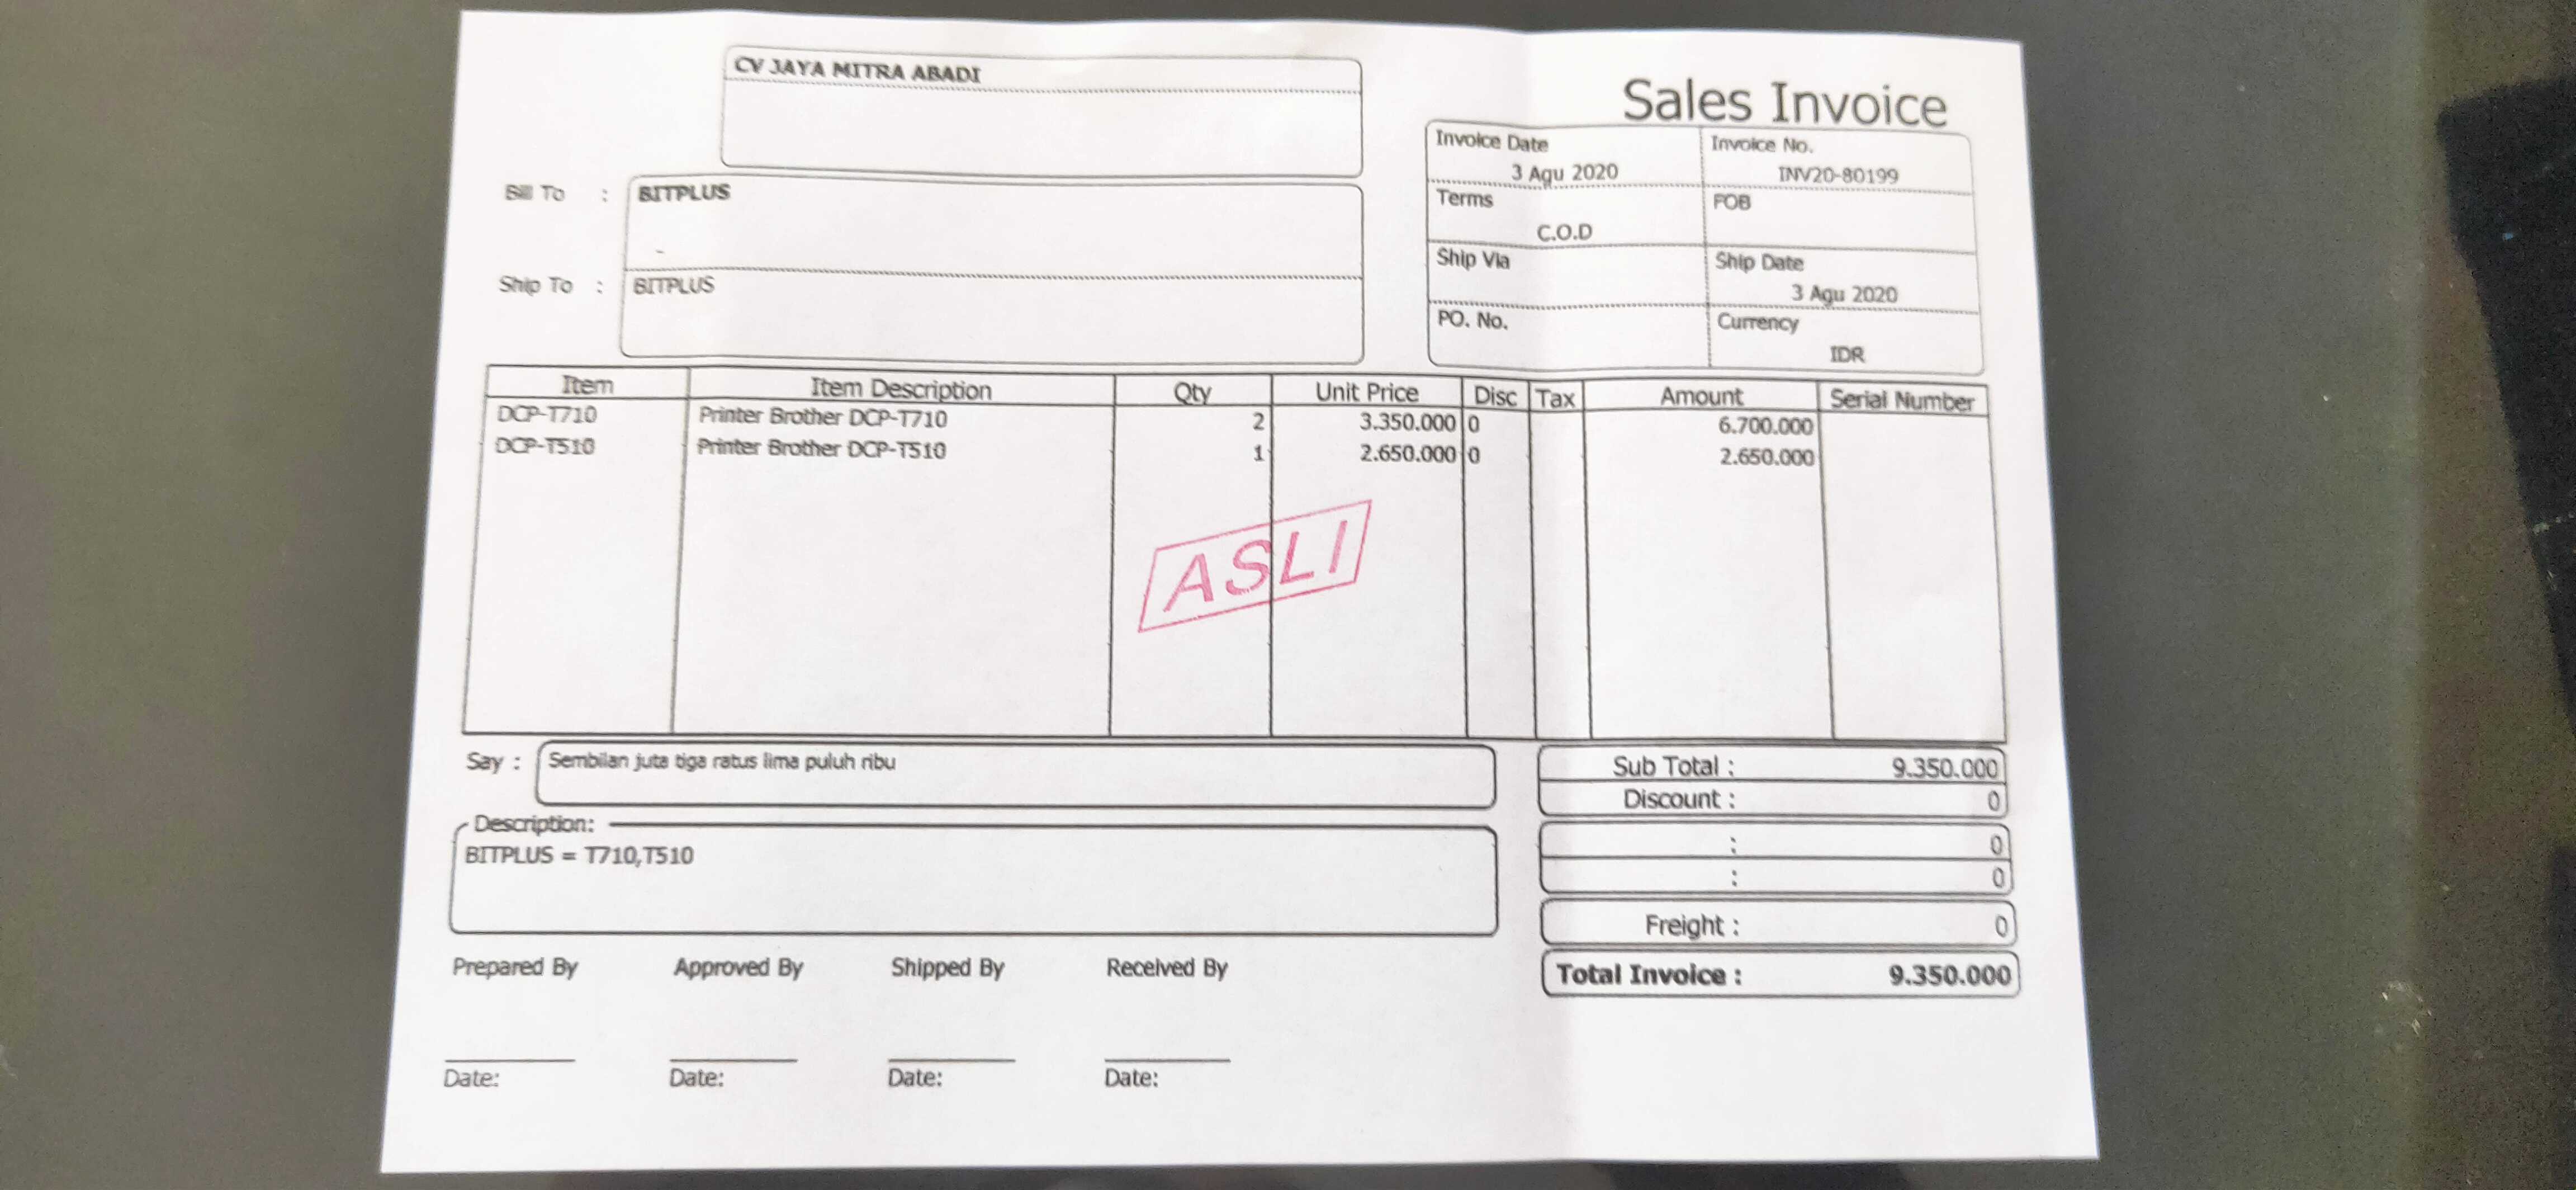 CV JAYA MITRA ABADI
Sales Invoice
Invoice Date
3 Agu 2020
Invoice No.
INV20-80199
Terms
C.O.D
FOB
Ship Via
Ship Date
3 Agu 2020
PO. No.
Currency
IDR
Bill To : BITPLUS
-
Ship To : BITPLUS
Item Item Description Qty Unit Price Disc Tax Amount Serial Number
DCP-T710 Printer Brother DCP-T710 2 3.350.000 0 6.700.000
DCP-T510 Printer Brother DCP-T510 1 2.650.000 0 2.650.000
ASLI
Say : Sembilan juta tiga ratus lima puluh ribu
Sub Total : 9.350.000
Discount : 0
: 0
: 0
Freight : 0
Total Invoice : 9.350.000
Description:
BITPLUS = T710,T510
Prepared By Approved By Shipped By Received By
Date: Date: Date: Date: